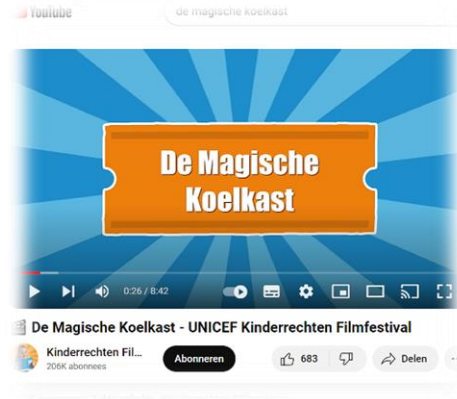 YouTube
de magische koelkast
De Magische
Koelkast
0:26 / 8:42
De Magische Koelkast - UNICEF Kinderrechten Filmfestival
Kinderrechten Fil...
206K abonnees
Abonneren
683
Delen